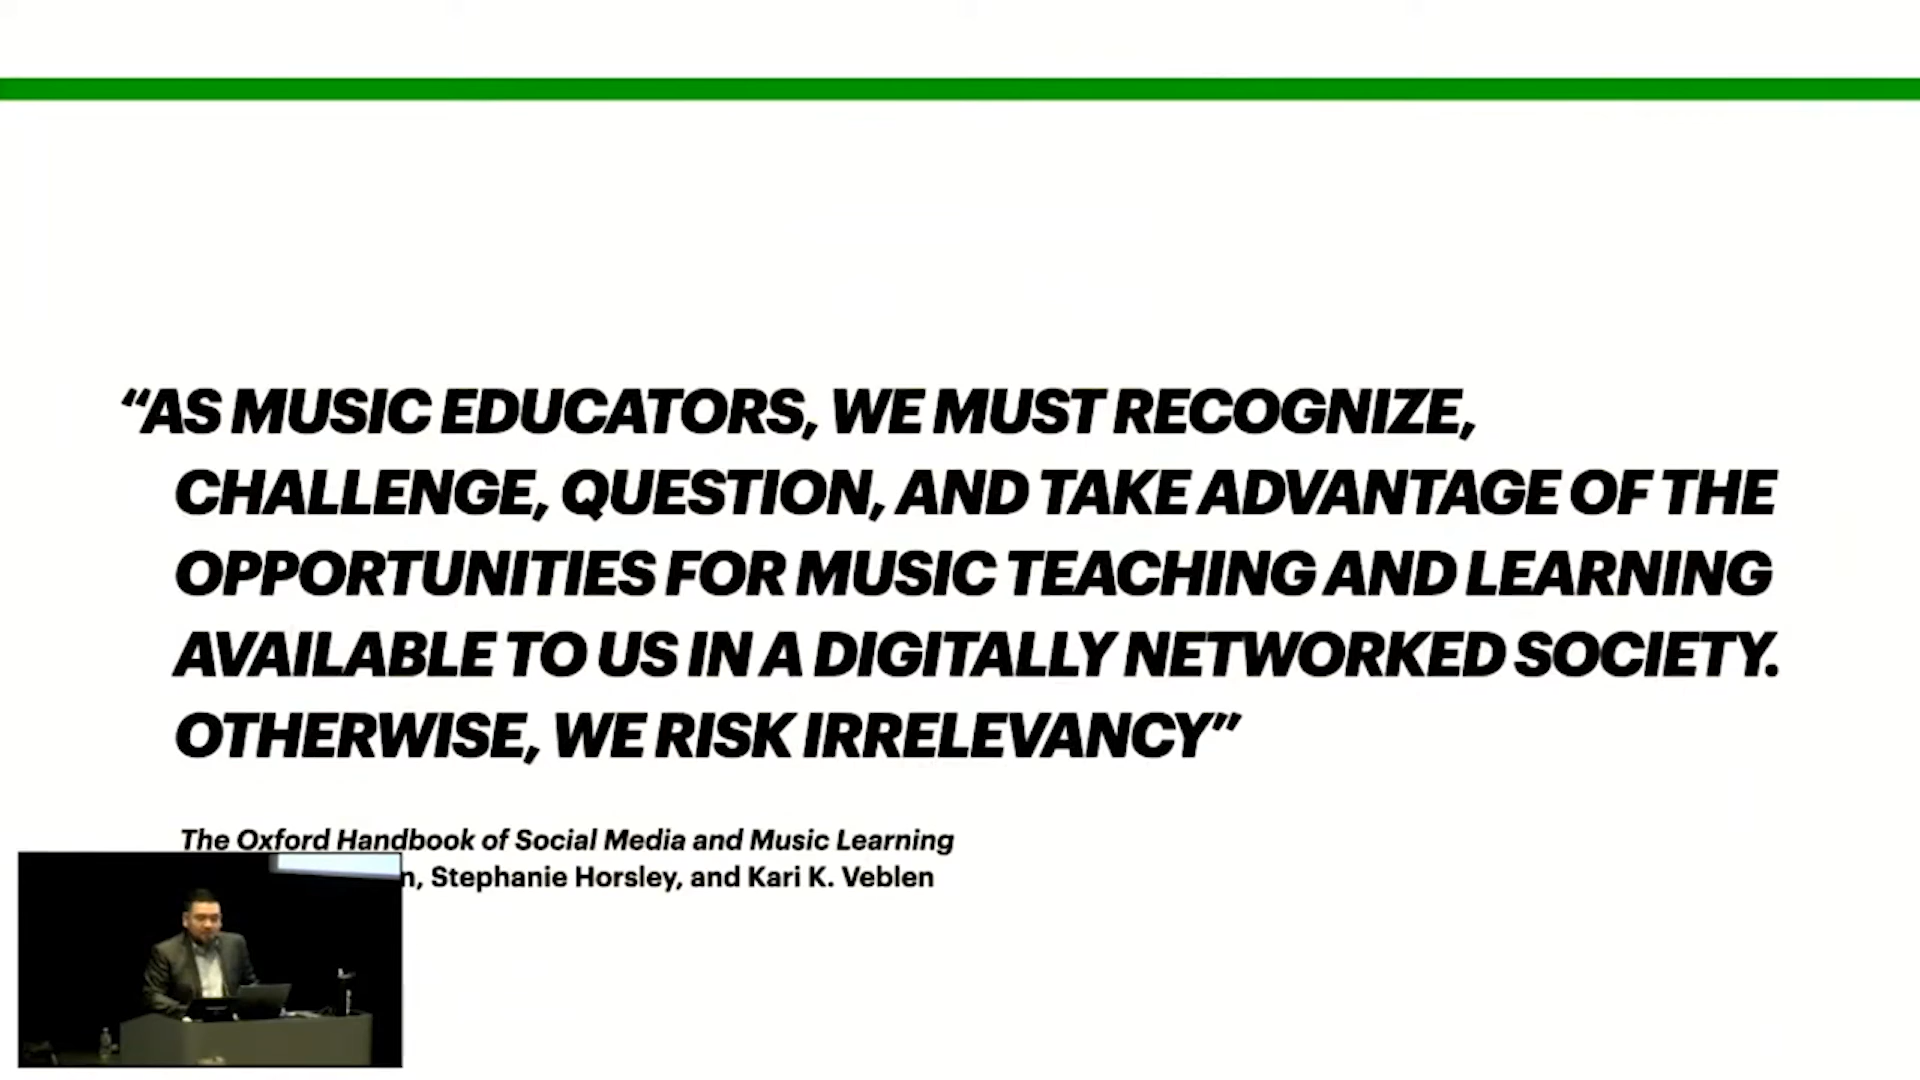 “AS MUSIC EDUCATORS, WE MUST RECOGNIZE,
CHALLENGE, QUESTION, AND TAKE ADVANTAGE OF THE
OPPORTUNITIES FOR MUSIC TEACHING AND LEARNING
AVAILABLE TO US IN A DIGITALLY NETWORKED SOCIETY.
OTHERWISE, WE RISK IRRELEVANCY”
The Oxford Handbook of Social Media and Music Learning
Stephanie Horsley, and Kari K. Veblen